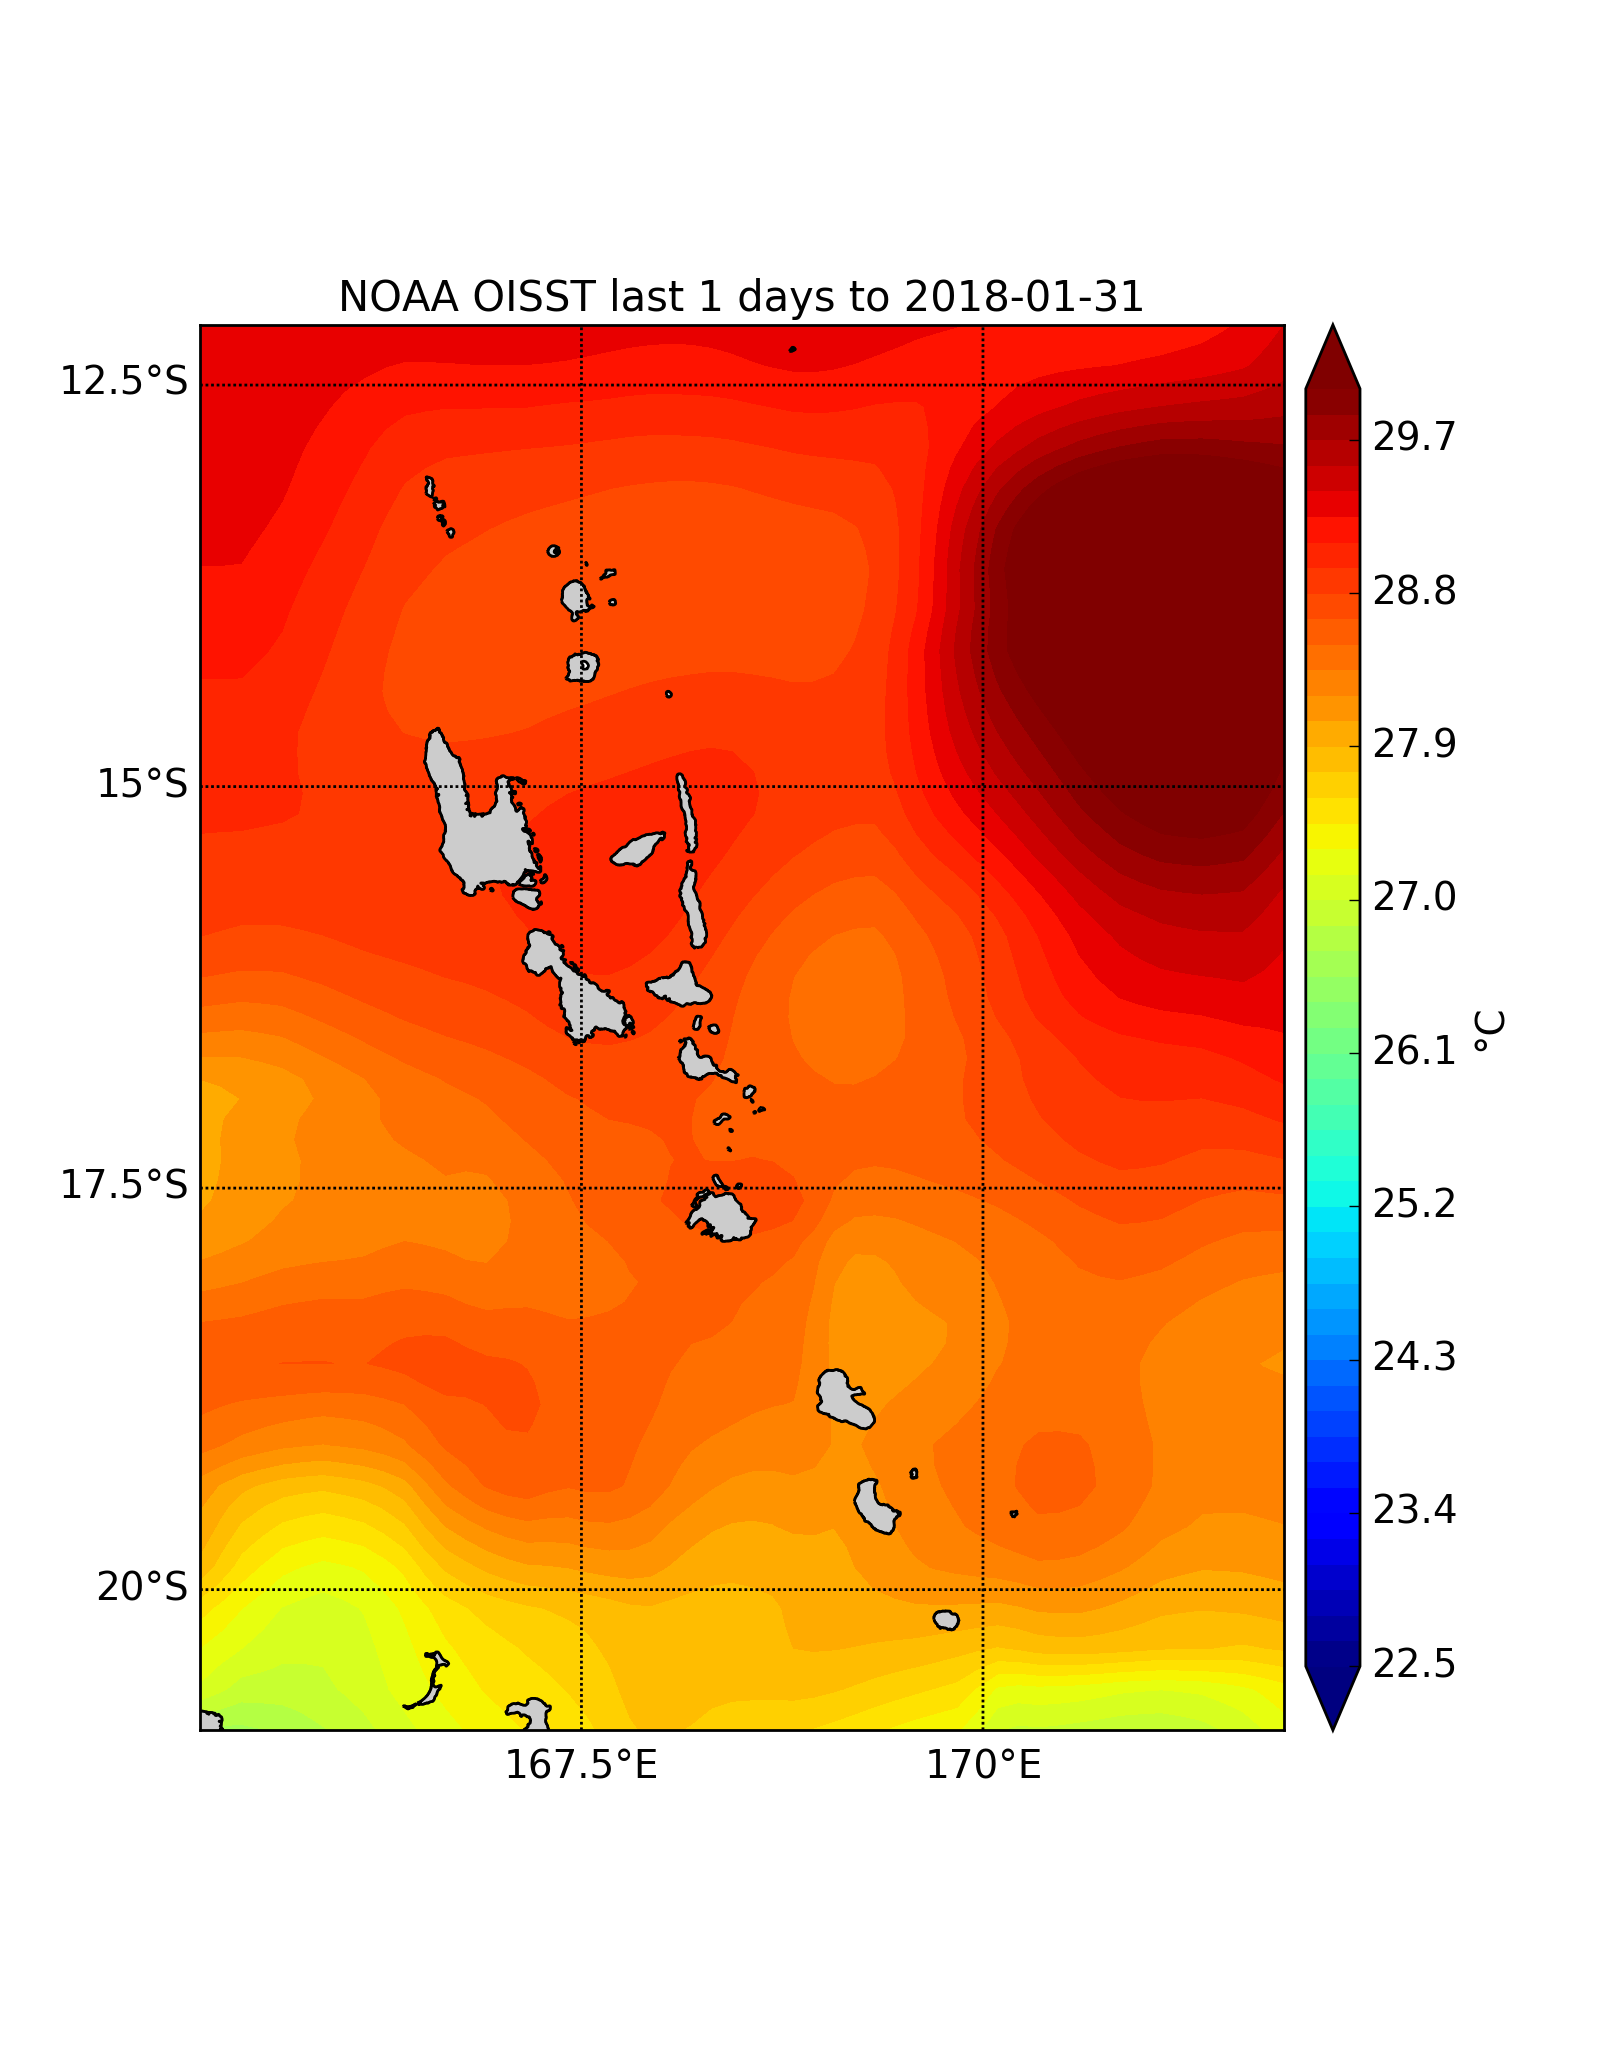 NOAA OISST last 1 days to 2018-01-31
12.5°S
15°S
17.5°S
20°S
167.5°E
170°E
29.7
28.8
27.9
27.0
26.1
25.2
24.3
23.4
22.5
°C